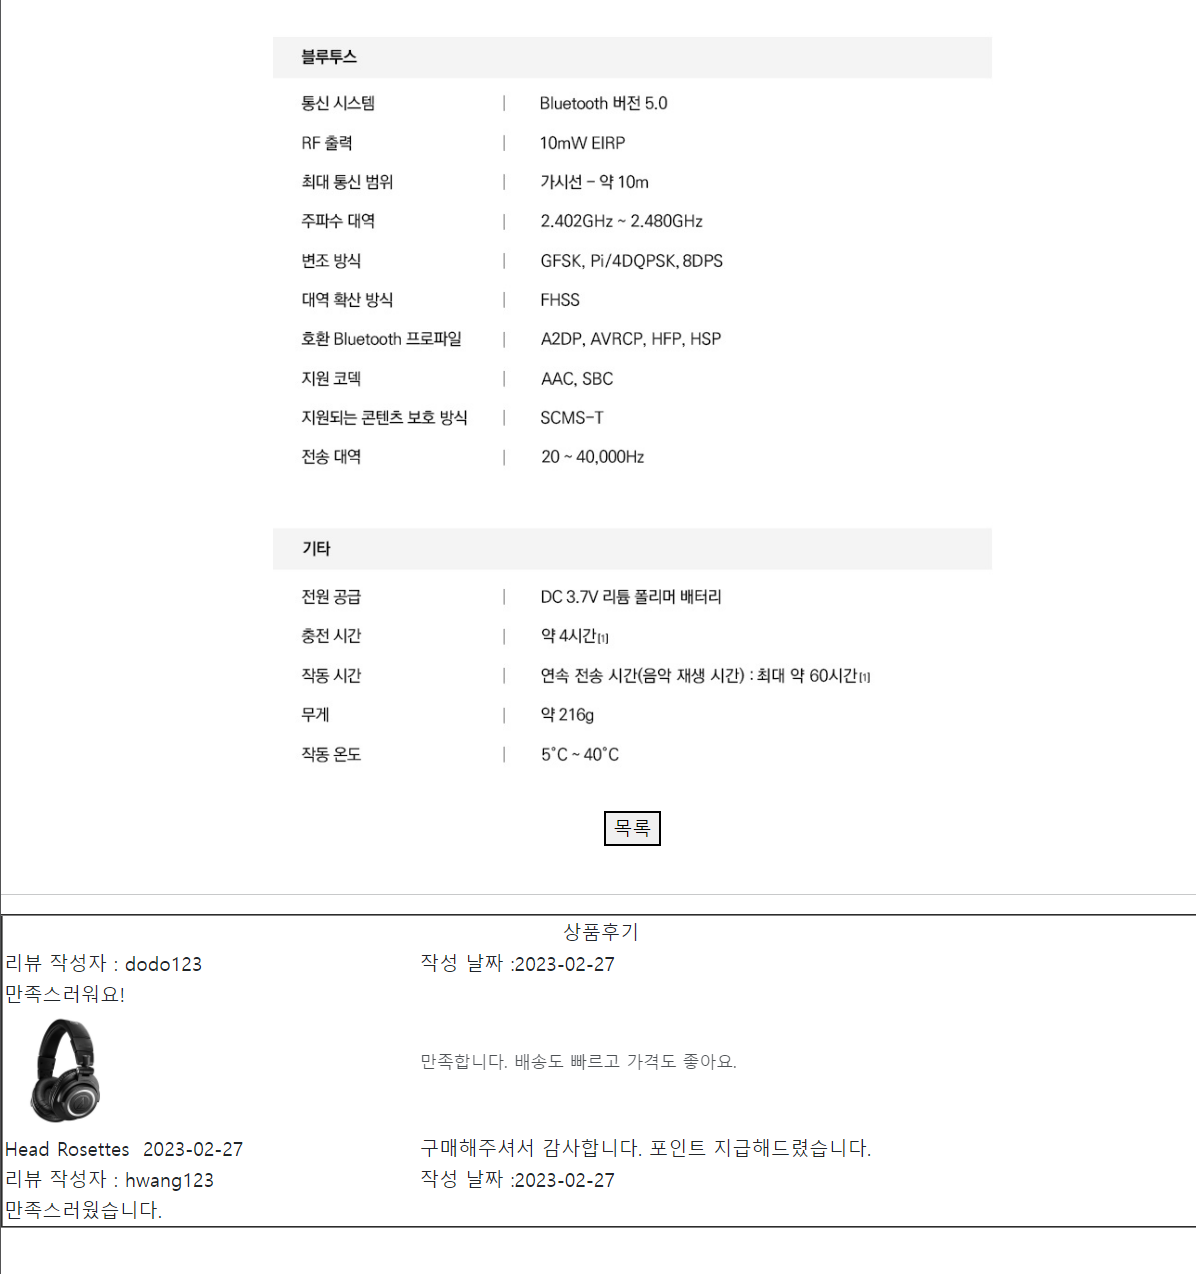 블루투스
통신 시스템 | Bluetooth 버전 5.0
RF 출력 | 10mW EIRP
최대 통신 범위 | 가시선 - 약 10m
주파수 대역 | 2.402GHz ~ 2.480GHz
변조 방식 | GFSK, Pi/4DQPSK, 8DPS
대역 확산 방식 | FHSS
호환 Bluetooth 프로파일 | A2DP, AVRCP, HFP, HSP
지원 코덱 | AAC, SBC
지원되는 콘텐츠 보호 방식 | SCMS-T
전송 대역 | 20 ~ 40,000Hz
기타
전원 공급 | DC 3.7V 리튬 폴리머 배터리
충전 시간 | 약 4시간[1]
작동 시간 | 연속 전송 시간(음악 재생 시간) : 최대 약 60시간[1]
무게 | 약 216g
작동 온도 | 5˚C ~ 40˚C
목록
상품후기
리뷰 작성자 : dodo123 작성 날짜 :2023-02-27
만족스러워요!
만족합니다. 배송도 빠르고 가격도 좋아요.
Head Rosettes 2023-02-27 구매해주셔서 감사합니다. 포인트 지급해드렸습니다.
리뷰 작성자 : hwang123 작성 날짜 :2023-02-27
만족스러웠습니다.